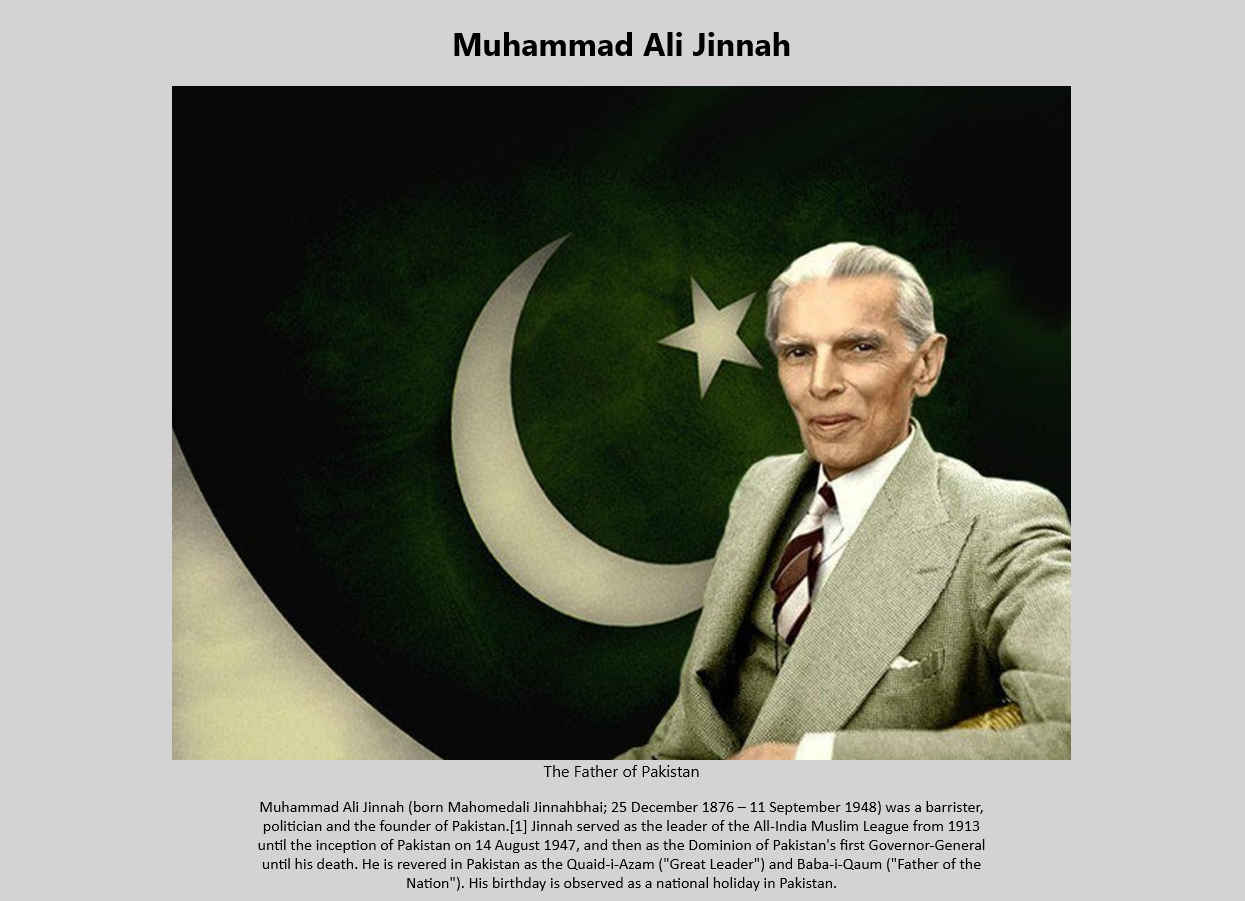 Muhammad Ali Jinnah
The Father of Pakistan
Muhammad Ali Jinnah (born Mahomedali Jinnahbhai; 25 December 1876 – 11 September 1948) was a barrister,
politician and the founder of Pakistan.[1] Jinnah served as the leader of the All-India Muslim League from 1913
until the inception of Pakistan on 14 August 1947, and then as the Dominion of Pakistan's first Governor-General
until his death. He is revered in Pakistan as the Quaid-i-Azam ("Great Leader") and Baba-i-Qaum ("Father of the
Nation"). His birthday is observed as a national holiday in Pakistan.